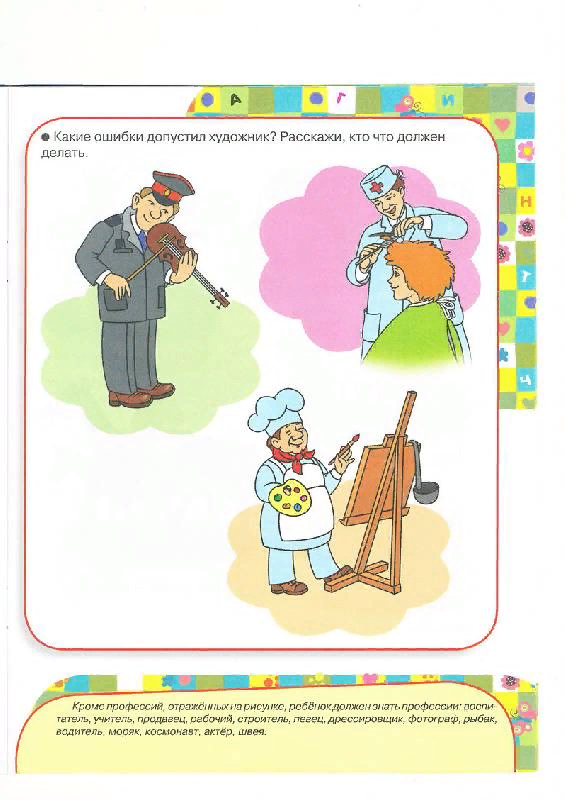 А Г И
● Какие ошибки допустил художник? Расскажи, кто что должен
делать.
Н
Т
Ч
Кроме профессий, отражённых на рисунке, ребёнок должен знать профессии: воспи-
татель, учитель, продавец, рабочий, строитель, певец, дрессировщик, фотограф, рыбак,
водитель, моряк, космонавт, актёр, швея.